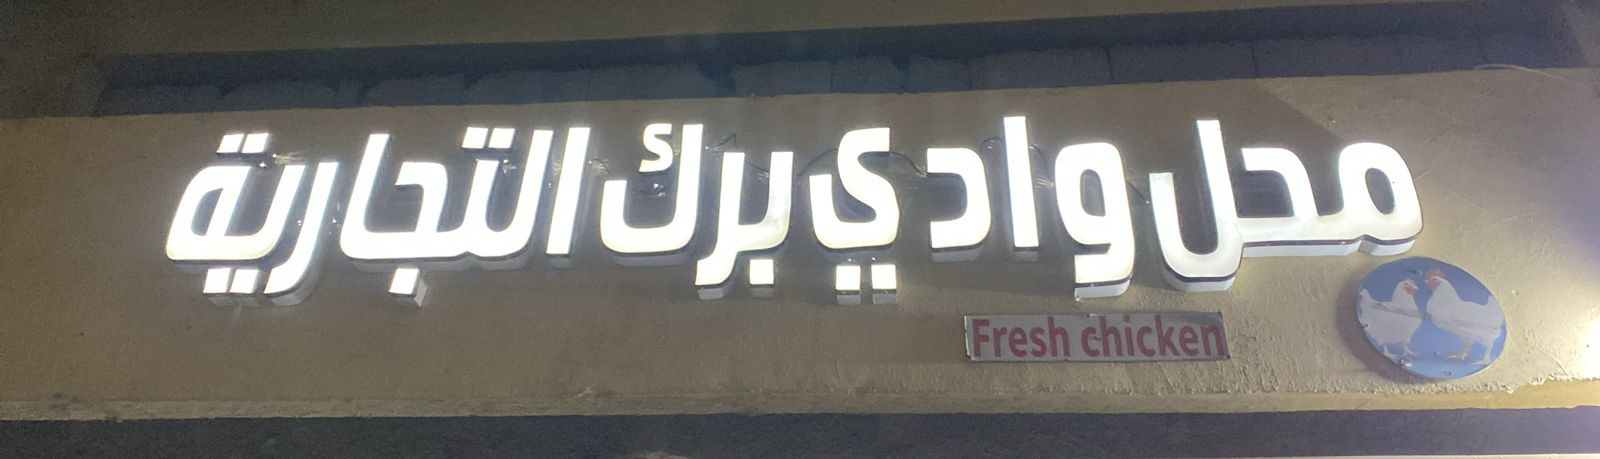 محل وادي برك التجارية
Fresh chicken